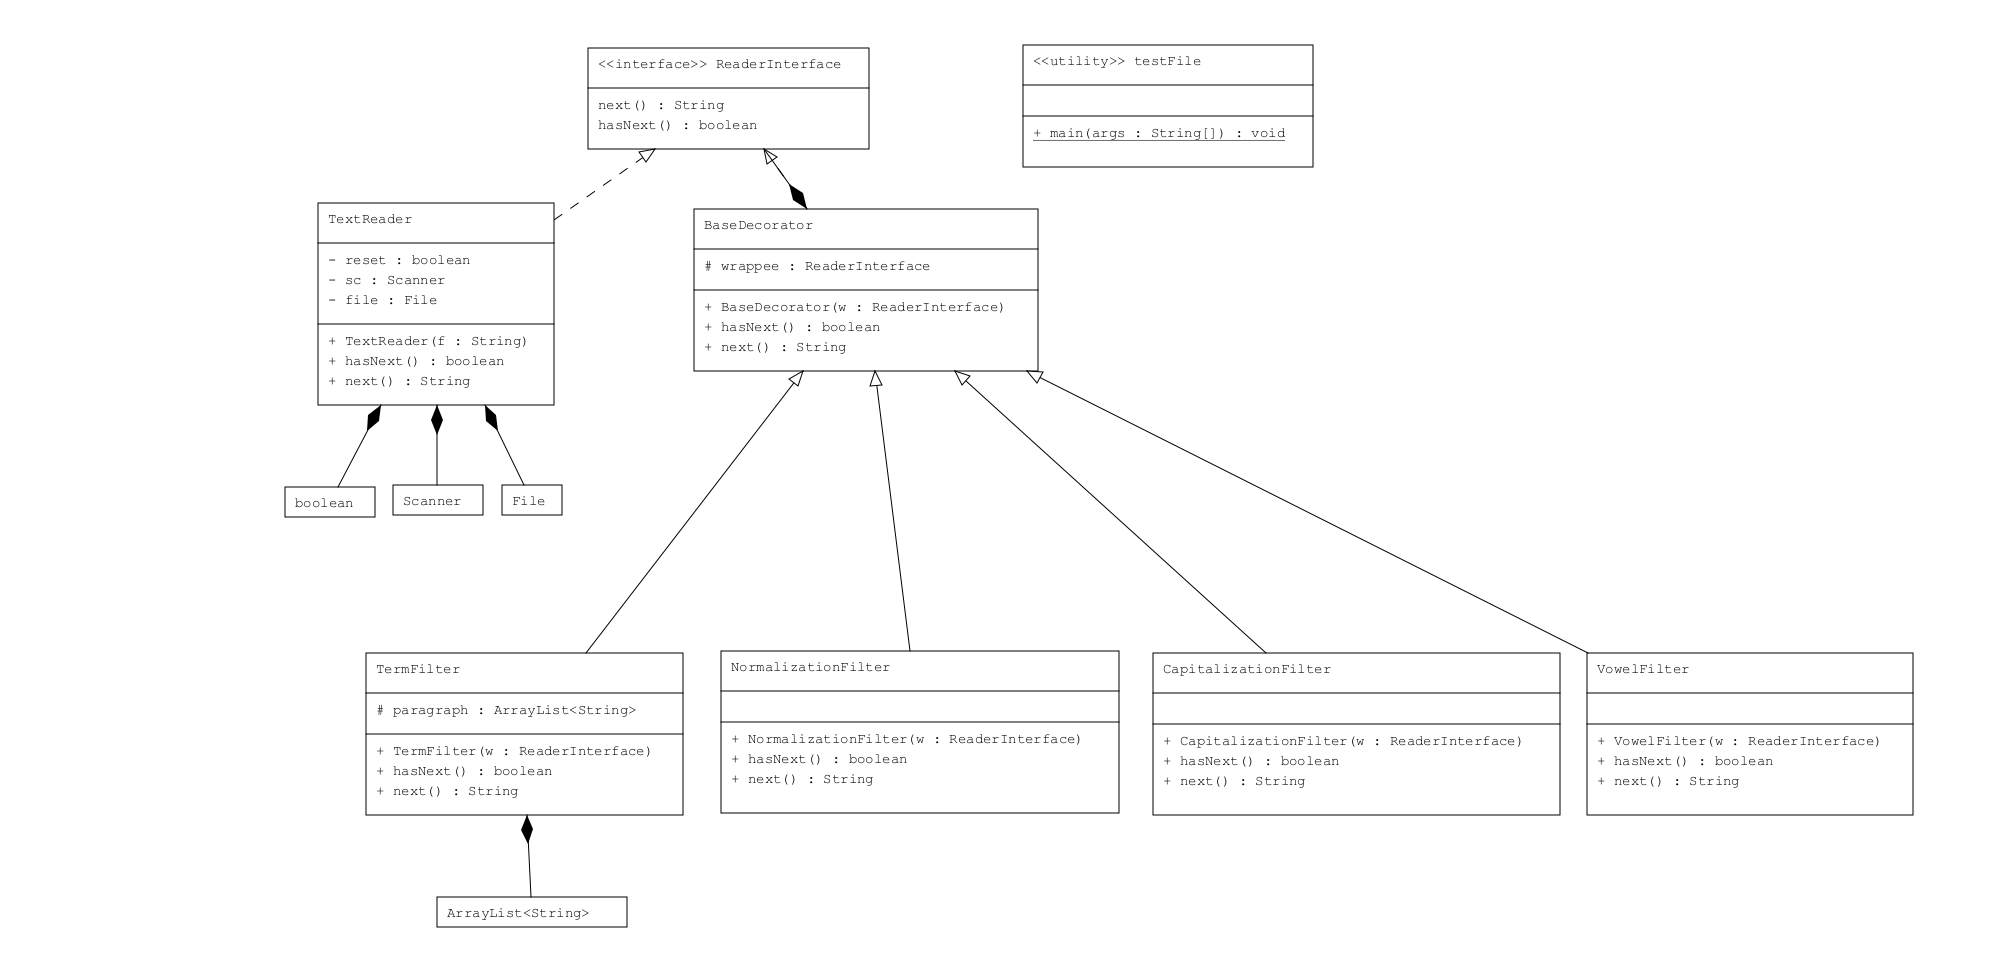 <<interface>> ReaderInterface
next() : String
hasNext() : boolean
<<utility>> testFile
+ main(args : String[]) : void
TextReader
- reset : boolean
- sc : Scanner
- file : File
+ TextReader(f : String)
+ hasNext() : boolean
+ next() : String
BaseDecorator
# wrappee : ReaderInterface
+ BaseDecorator(w : ReaderInterface)
+ hasNext() : boolean
+ next() : String
boolean
Scanner
File
TermFilter
# paragraph : ArrayList<String>
+ TermFilter(w : ReaderInterface)
+ hasNext() : boolean
+ next() : String
NormalizationFilter
+ NormalizationFilter(w : ReaderInterface)
+ hasNext() : boolean
+ next() : String
CapitalizationFilter
+ CapitalizationFilter(w : ReaderInterface)
+ hasNext() : boolean
+ next() : String
VowelFilter
+ VowelFilter(w : ReaderInterface)
+ hasNext() : boolean
+ next() : String
ArrayList<String>